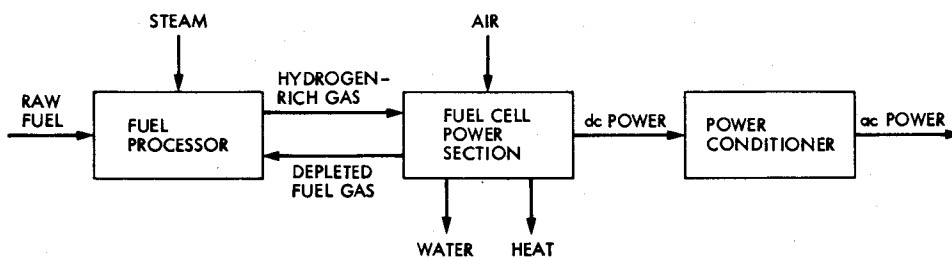 STEAM
AIR
RAW
FUEL
FUEL
PROCESSOR
HYDROGEN-
RICH GAS
DEPLETED
FUEL GAS
FUEL CELL
POWER
SECTION
dc POWER
POWER
CONDITIONER
ac POWER
WATER
HEAT